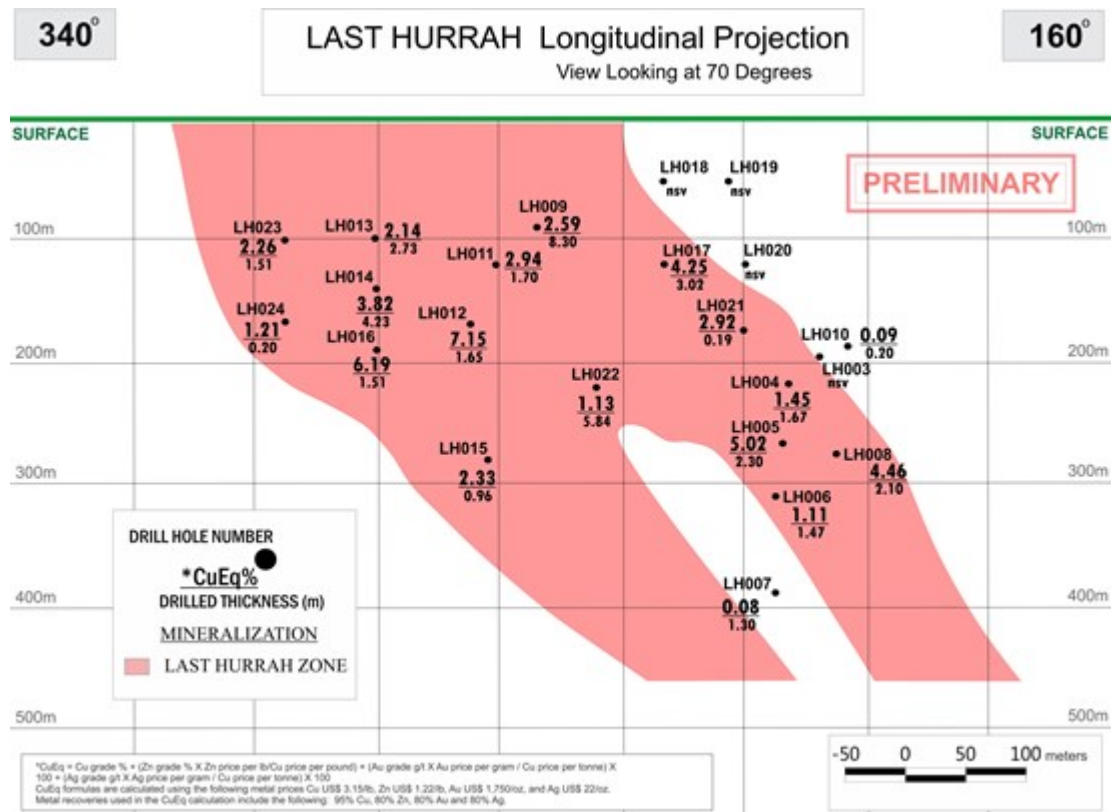 340°
LAST HURRAH Longitudinal Projection
160°
View Looking at 70 Degrees
SURFACE
SURFACE
PRELIMINARY
LH018
nsv
LH019
nsv
100m
100m
LH023
2.26
1.51
LH013
2.14
2.73
LH009
2.59
8.30
LH011
2.94
1.70
LH017
4.25
3.02
LH020
nsv
LH014
3.82
4.23
LH024
1.21
0.20
LH012
7.15
1.65
LH021
2.92
0.19
LH016
6.19
1.51
LH010
0.09
0.20
LH003
nsv
200m
200m
LH022
1.13
5.84
LH004
1.45
1.67
LH005
5.02
2.30
LH008
4.46
2.10
LH015
2.33
0.96
300m
300m
LH006
1.11
1.47
LH007
0.08
1.30
400m
400m
500m
500m
DRILL HOLE NUMBER
*CuEq%
DRILLED THICKNESS (m)
MINERALIZATION
LAST HURRAH ZONE
-50 0 50 100 meters
*CuEq = Cu grade % + (Zn grade % X Zn price per lb/Cu price per pound) + (Au grade g/t X Au price per gram / Cu price per tonne) X
100 + (Ag grade g/t X Ag price per gram / Cu price per tonne) X 100
CuEq formulas are calculated using the following metal prices Cu US$ 3.15/lb, Zn US$ 1.22/lb, Au US$ 1,750/oz, and Ag US$ 22/oz.
Metal recoveries used in the CuEq calculation include the following: 95% Cu, 80% Zn, 80% Au and 80% Ag.